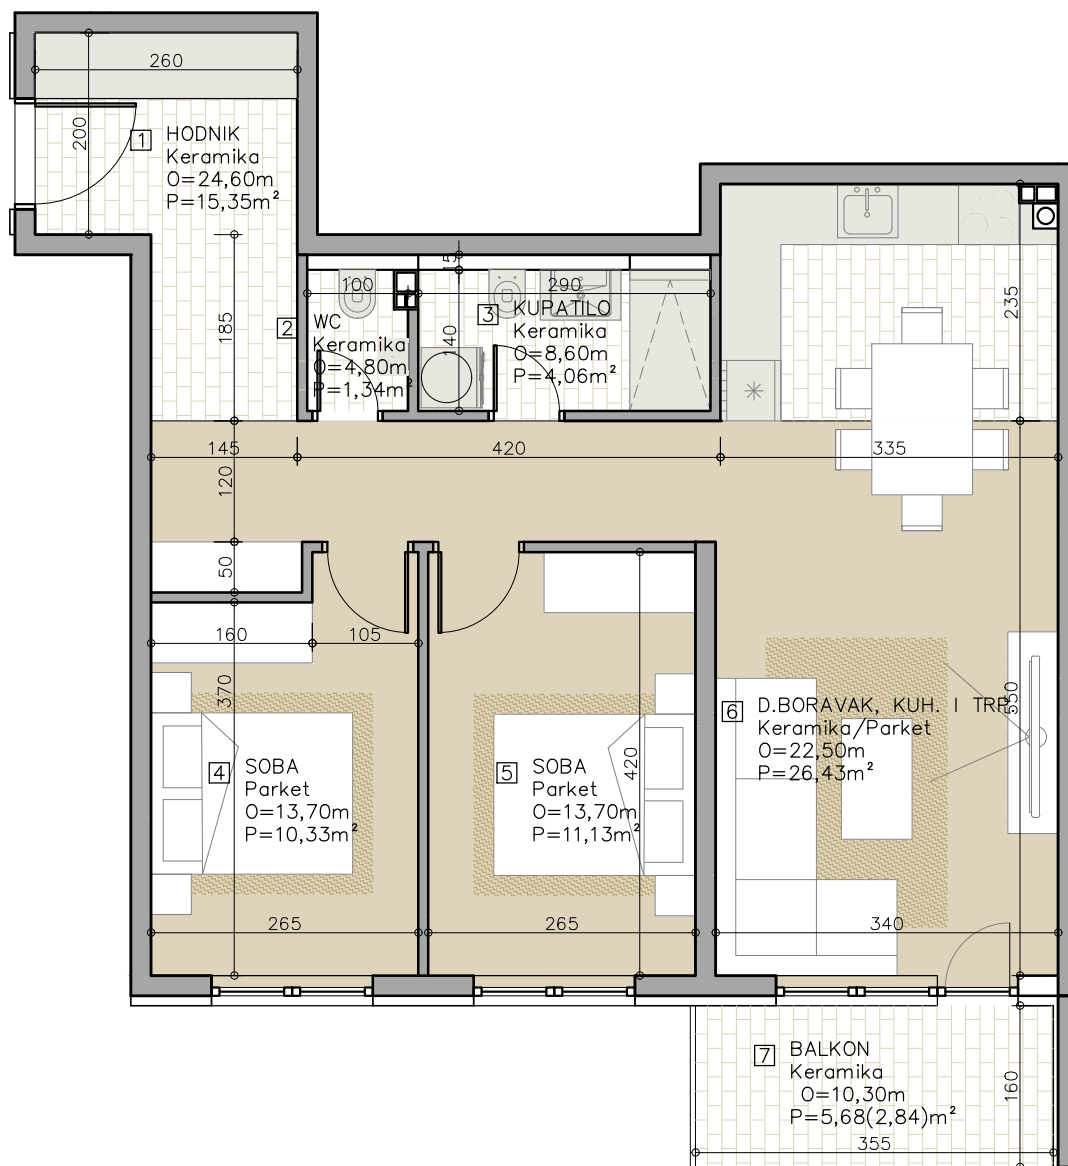 260
200
1 HODNIK
Keramika
O=24,60m
P=15,35m²
185
2 WC
Keramika
O=4,80m
P=1,34m²
100
15
290
140
3 KUPATILO
Keramika
O=8,60m
P=4,06m²
235
145
420
335
120
50
160
105
370
4 SOBA
Parket
O=13,70m
P=10,33m²
265
5 SOBA
Parket
O=13,70m
P=11,13m²
420
265
6 D.BORAVAK, KUH. I TRP.
Keramika/Parket
O=22,50m
P=26,43m²
550
340
7 BALKON
Keramika
O=10,30m
P=5,68(2,84)m²
160
355